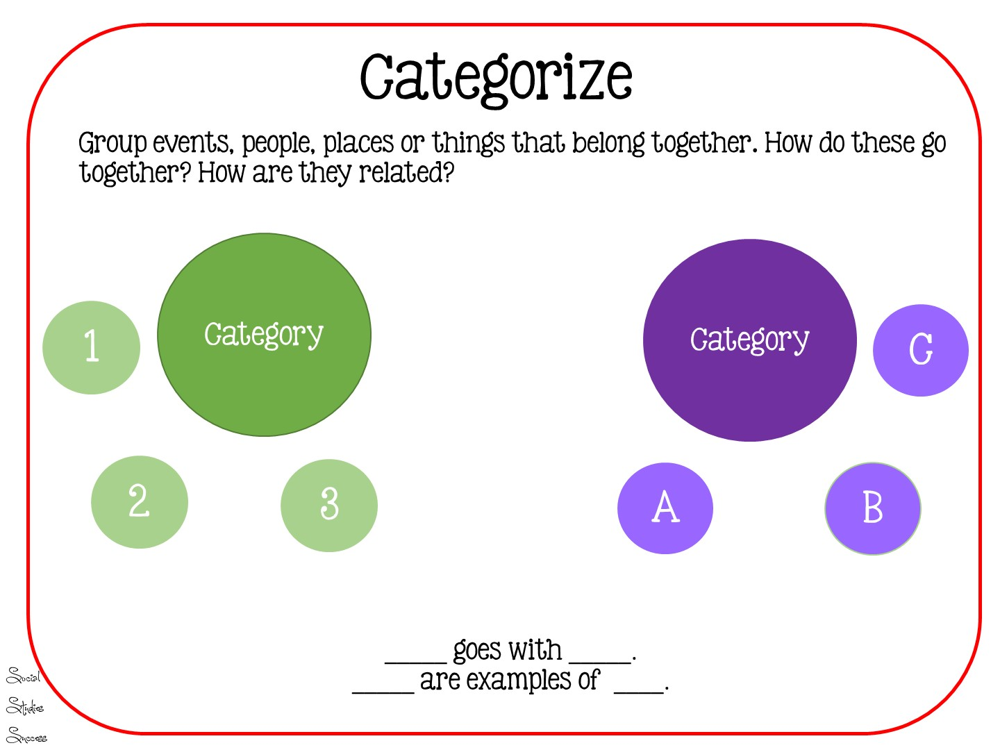 Categorize
Group events, people, places or things that belong together. How do these go
together? How are they related?
Category
1
2
3
Category
C
A
B
_____ goes with _____.
_____ are examples of ____.
Social
Studies
Success